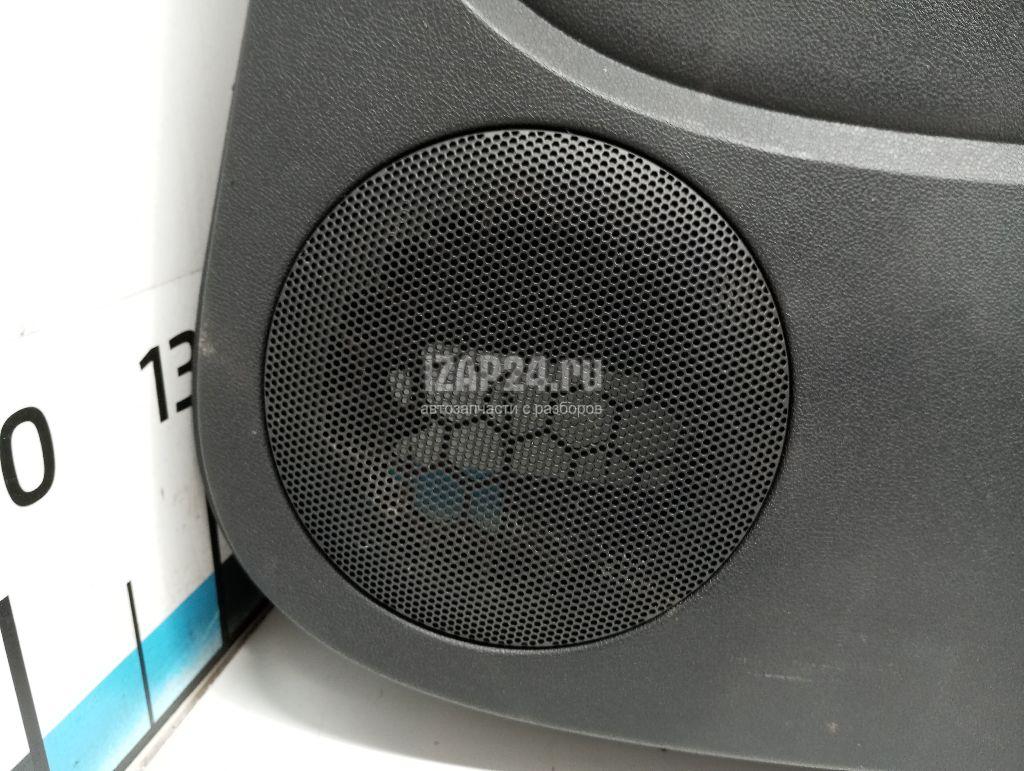 13
0
iZAP24.ru
автозапчасти с разборов